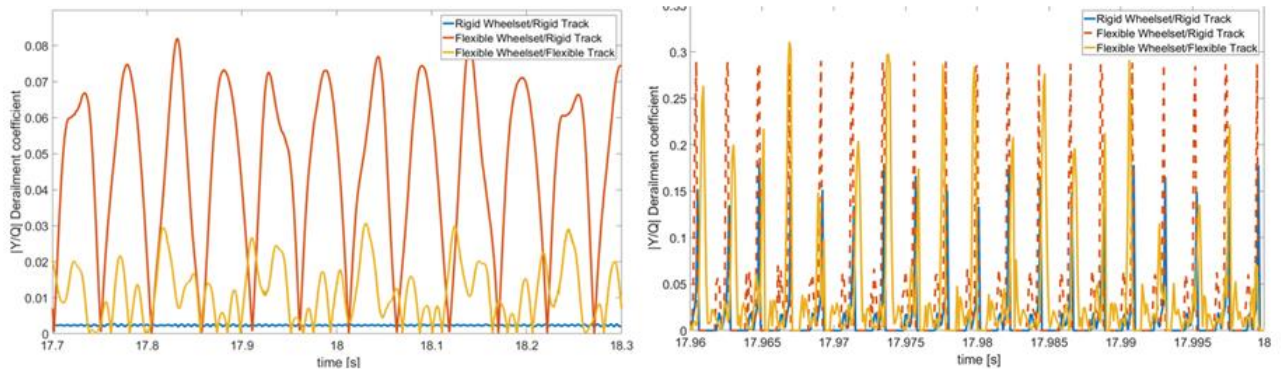 Rigid Wheelset/Rigid Track
Flexible Wheelset/Rigid Track
Flexible Wheelset/Flexible Track
0.08
0.07
0.06
0.05
0.04
0.03
0.02
0.01
0
|Y/Q| Derailment coefficient
17.7 17.8 17.9 18 18.1 18.2 18.3
time [s]
0.35
Rigid Wheelset/Rigid Track
Flexible Wheelset/Rigid Track
Flexible Wheelset/Flexible Track
0.3
0.25
0.2
0.15
0.1
0.05
0
|Y/Q| Derailment coefficient
17.96 17.965 17.97 17.975 17.98 17.985 17.99 17.995 18
time [s]